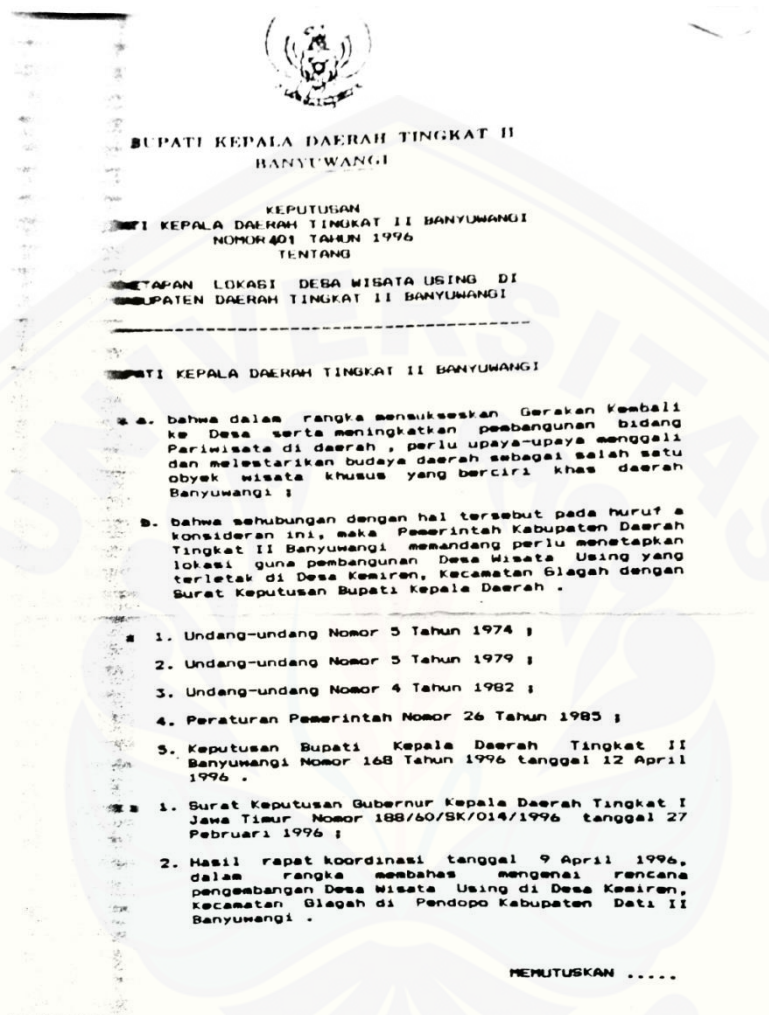 BUPATI KEPALA DAERAH TINGKAT II
BANYUWANGI
KEPUTUSAN
TI KEPALA DAERAH TINGKAT II BANYUWANGI
NOMOR 401 TAHUN 1996
TENTANG
TAPAN LOKASI DESA WISATA USING DI
UPATEN DAERAH TINGKAT II BANYUWANGI
ATI KEPALA DAERAH TINGKAT II BANYUWANGI
a. bahwa dalam rangka mensukseskan Gerakan Kembali
ke Desa serta meningkatkan pembangunan bidang
Pariwisata di daerah , perlu upaya-upaya menggali
dan melestarikan budaya daerah sebagai salah satu
obyek wisata khusus yang berciri khas daerah
Banyuwangi ;
b. bahwa sehubungan dengan hal tersebut pada huruf a
konsideran ini, maka Pemerintah Kabupaten Daerah
Tingkat II Banyuwangi memandang perlu menetapkan
lokasi guna pembangunan Desa Wisata Using yang
terletak di Desa Kemiren, Kecamatan Glagah dengan
Surat Keputusan Bupati Kepala Daerah .
1. Undang-undang Nomor 5 Tahun 1974 ;
2. Undang-undang Nomor 5 Tahun 1979 ;
3. Undang-undang Nomor 4 Tahun 1982 ;
4. Peraturan Pemerintah Nomor 26 Tahun 1985 ;
5. Keputusan Bupati Kepala Daerah Tingkat II
Banyuwangi Nomor 168 Tahun 1996 tanggal 12 April
1996 .
1. Surat Keputusan Gubernur Kepala Daerah Tingkat I
Jawa Timur Nomor 188/60/SK/014/1996 tanggal 27
Pebruari 1996 ;
2. Hasil rapat koordinasi tanggal 9 April 1996,
dalam rangka membahas mengenai rencana
pengembangan Desa Wisata Using di Desa Kemiren,
Kecamatan Glagah di Pendopo Kabupaten Dati II
Banyuwangi .
MEMUTUSKAN .....
UNIVERSITAS